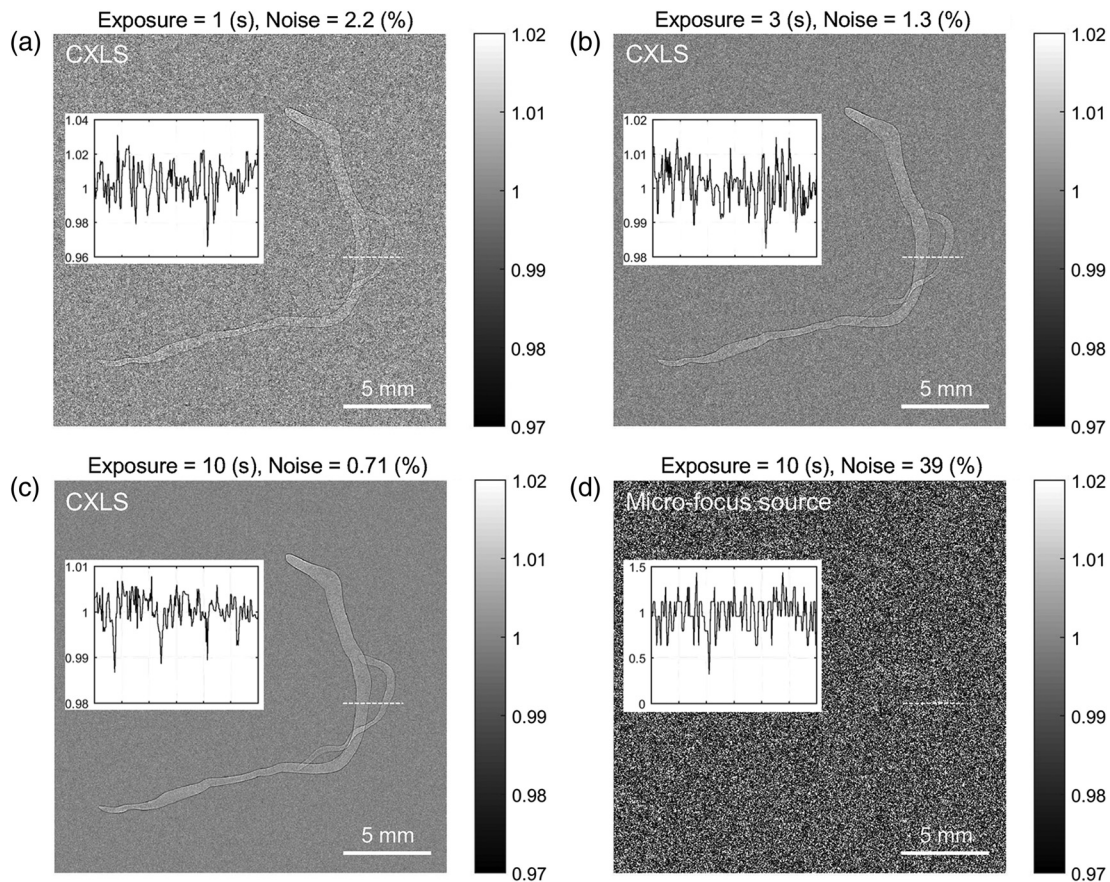 Exposure = 1 (s), Noise = 2.2 (%)
(a)
CXLS
1.04
1.02
1
0.98
0.96
5 mm
1.02
1.01
1
0.99
0.98
0.97
Exposure = 3 (s), Noise = 1.3 (%)
(b)
CXLS
1.02
1.01
1
0.99
0.98
5 mm
1.02
1.01
1
0.99
0.98
0.97
Exposure = 10 (s), Noise = 0.71 (%)
(c)
CXLS
1.01
1
0.99
0.98
5 mm
1.02
1.01
1
0.99
0.98
0.97
Exposure = 10 (s), Noise = 39 (%)
(d)
Micro-focus source
1.5
1
0.5
0
5 mm
1.02
1.01
1
0.99
0.98
0.97